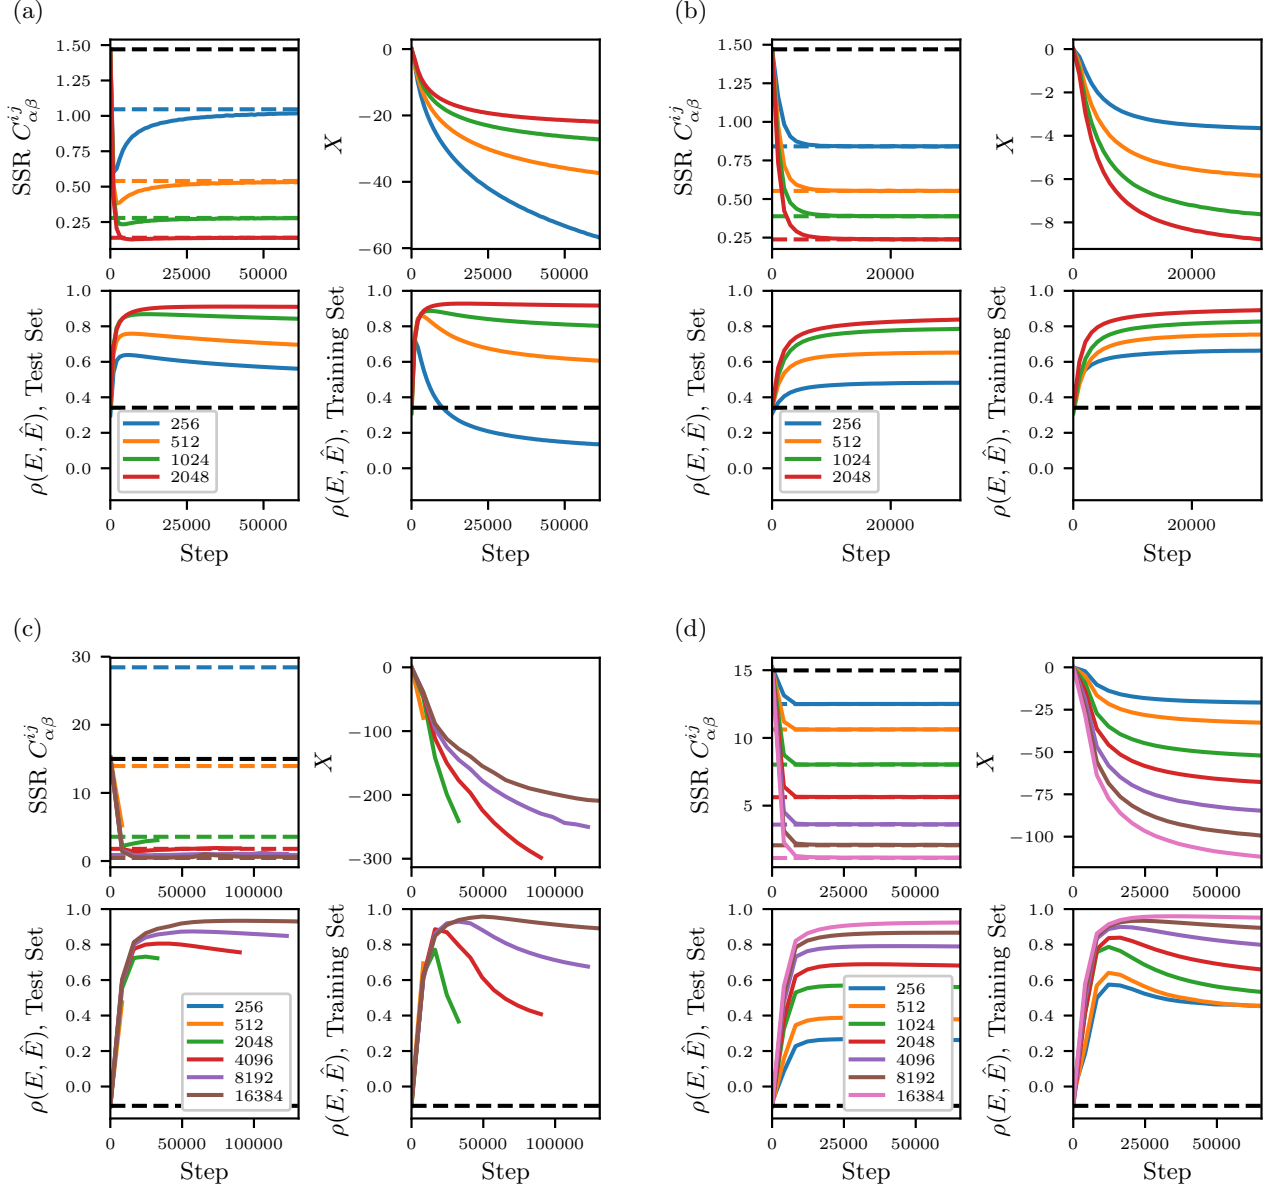 (a)
1.50
1.25
1.00
0.75
0.50
0.25
SSR C^{ij}_{αβ}
0 25000 50000
0
−20
−40
−60
X
0 25000 50000
1.0
0.8
0.6
0.4
0.2
0.0
ρ(E, Ê), Test Set
256
512
1024
2048
0 25000 50000
Step
1.0
0.8
0.6
0.4
0.2
0.0
ρ(E, Ê), Training Set
0 25000 50000
Step
(b)
1.50
1.25
1.00
0.75
0.50
0.25
SSR C^{ij}_{αβ}
0 20000
0
−2
−4
−6
−8
X
0 20000
1.0
0.8
0.6
0.4
0.2
0.0
ρ(E, Ê), Test Set
256
512
1024
2048
0 20000
Step
1.0
0.8
0.6
0.4
0.2
0.0
ρ(E, Ê), Training Set
0 20000
Step
(c)
30
20
10
0
SSR C^{ij}_{αβ}
0 50000 100000
0
−100
−200
−300
X
0 50000 100000
1.0
0.8
0.6
0.4
0.2
0.0
ρ(E, Ê), Test Set
256
512
2048
4096
8192
16384
0 50000 100000
Step
1.0
0.8
0.6
0.4
0.2
0.0
ρ(E, Ê), Training Set
0 50000 100000
Step
(d)
15
10
5
SSR C^{ij}_{αβ}
0 25000 50000
0
−25
−50
−75
−100
X
0 25000 50000
1.0
0.8
0.6
0.4
0.2
0.0
ρ(E, Ê), Test Set
256
512
1024
2048
4096
8192
16384
0 25000 50000
Step
1.0
0.8
0.6
0.4
0.2
0.0
ρ(E, Ê), Training Set
0 25000 50000
Step